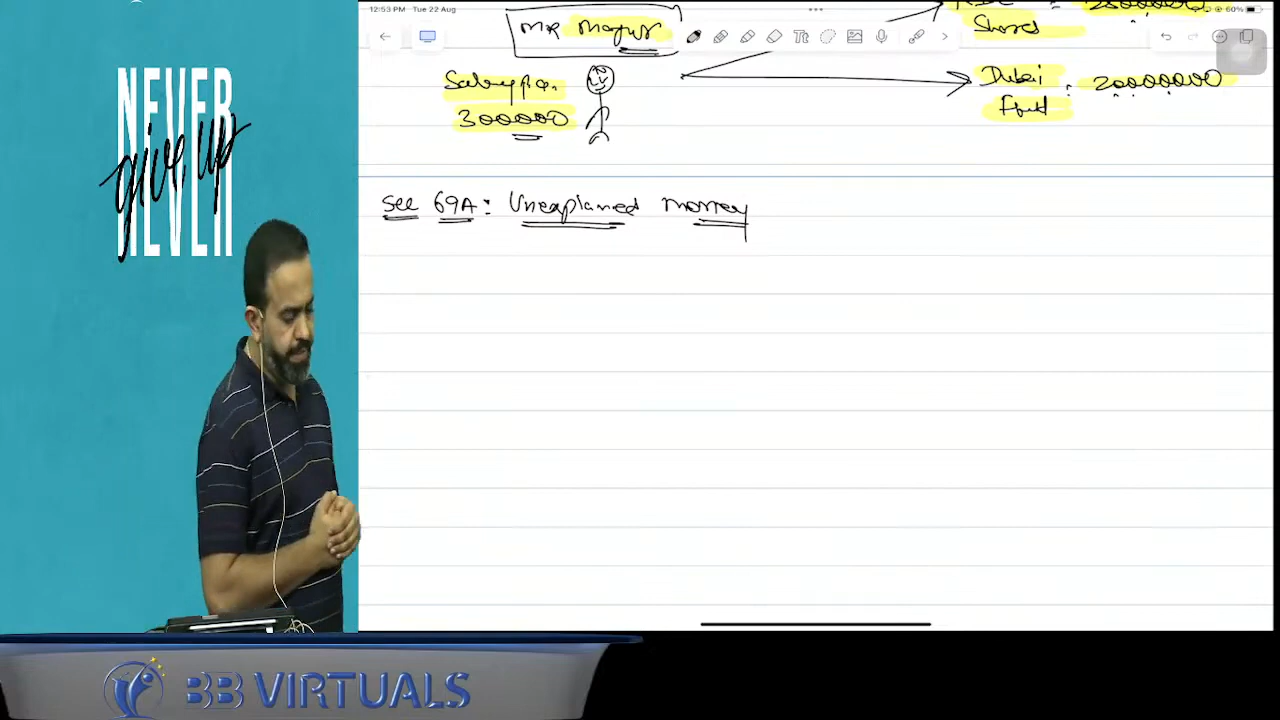 12:53 PM Tue 22 Aug
60%
Shares
MR Mayur
Salary p.a.
300000
Dubai : 20000000
Flat
Sec 69A: Unexplained money
NEVER
give up
NEVER
BB VIRTUALS